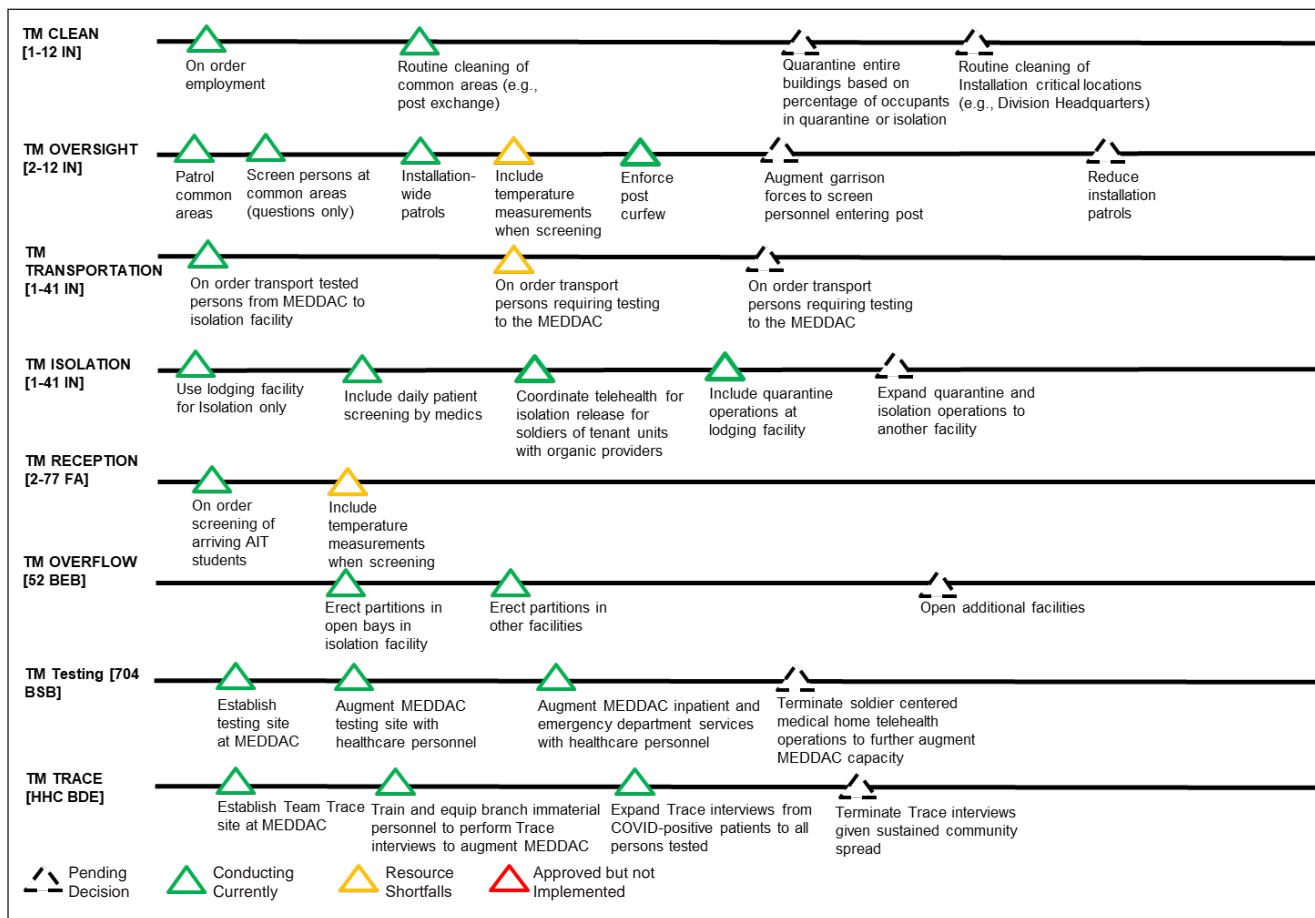 TM CLEAN
[1-12 IN]
On order
employment
Routine cleaning of
common areas (e.g.,
post exchange)
Quarantine entire
buildings based on
percentage of occupants
in quarantine or isolation
Routine cleaning of
Installation critical locations
(e.g., Division Headquarters)
TM OVERSIGHT
[2-12 IN]
Patrol
common
areas
Screen persons at
common areas
(questions only)
Installation-
wide
patrols
Include
temperature
measurements
when screening
Enforce
post
curfew
Augment garrison
forces to screen
personnel entering post
Reduce
installation
patrols
TM
TRANSPORTATION
[1-41 IN]
On order transport tested
persons from MEDDAC to
isolation facility
On order transport
persons requiring testing
to the MEDDAC
On order transport
persons requiring testing
to the MEDDAC
TM ISOLATION
[1-41 IN]
Use lodging facility
for Isolation only
Include daily patient
screening by medics
Coordinate telehealth for
isolation release for
soldiers of tenant units
with organic providers
Include quarantine
operations at
lodging facility
Expand quarantine and
isolation operations to
another facility
TM RECEPTION
[2-77 FA]
On order
screening of
arriving AIT
students
Include
temperature
measurements
when screening
TM OVERFLOW
[52 BEB]
Erect partitions in
open bays in
isolation facility
Erect partitions in
other facilities
Open additional facilities
TM Testing [704
BSB]
Establish
testing site
at MEDDAC
Augment MEDDAC
testing site with
healthcare personnel
Augment MEDDAC inpatient and
emergency department services
with healthcare personnel
Terminate soldier centered
medical home telehealth
operations to further augment
MEDDAC capacity
TM TRACE
[HHC BDE]
Establish Team Trace
site at MEDDAC
Train and equip branch immaterial
personnel to perform Trace
interviews to augment MEDDAC
Expand Trace interviews from
COVID-positive patients to all
persons tested
Terminate Trace interviews
given sustained community
spread
Pending
Decision
Conducting
Currently
Resource
Shortfalls
Approved but not
Implemented